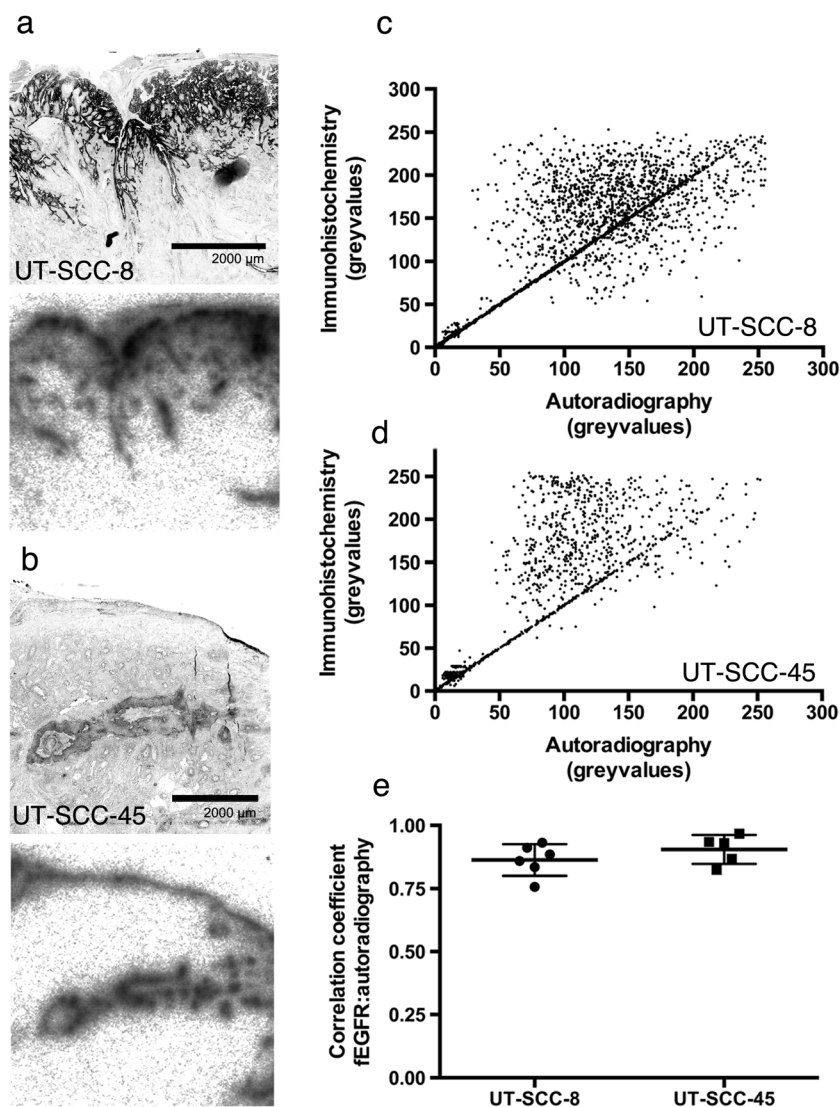 a
2000 µm
UT-SCC-8
b
2000 µm
UT-SCC-45
c
Immunohistochemistry
(greyvalues)
300
250
200
150
100
50
0
0 50 100 150 200 250 300
UT-SCC-8
Autoradiography
(greyvalues)
d
Immunohistochemistry
(greyvalues)
250
200
150
100
50
0
0 50 100 150 200 250 300
UT-SCC-45
Autoradiography
(greyvalues)
e
Correlation coefficient
fEGFR:autoradiography
1.00
0.75
0.50
0.25
0.00
UT-SCC-8 UT-SCC-45